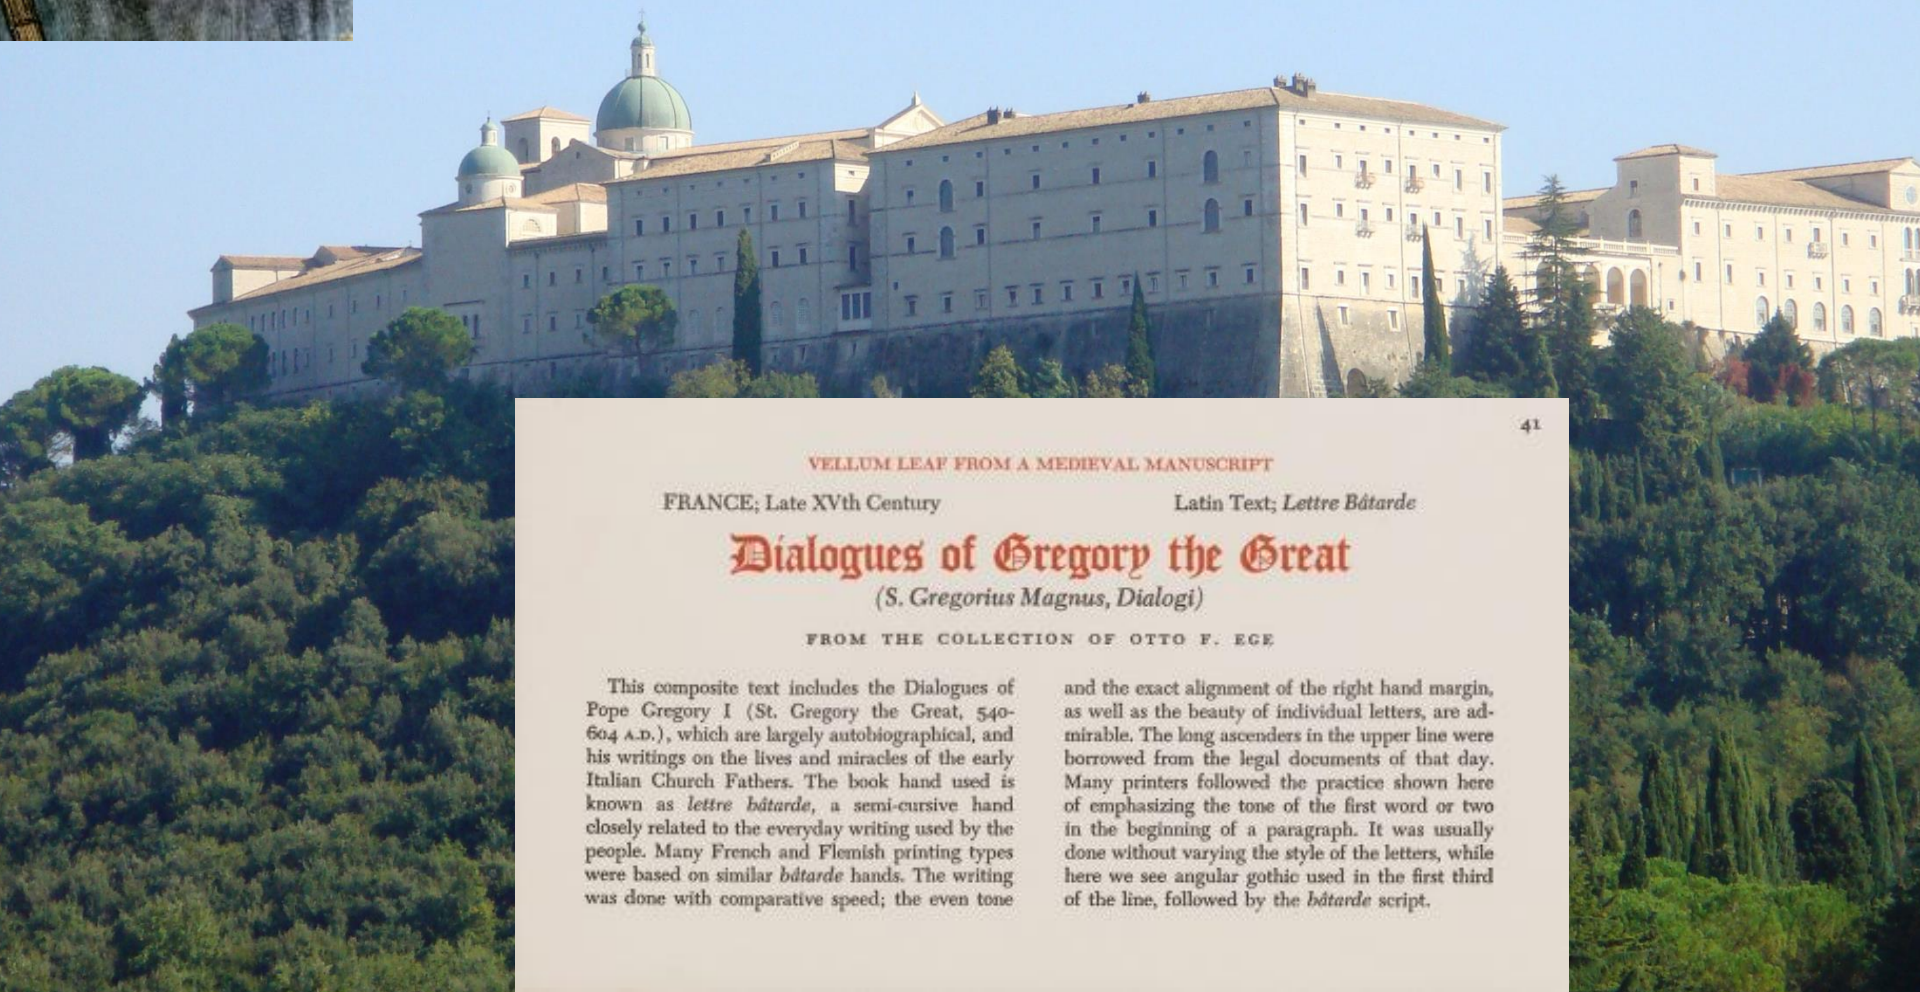 41
VELLUM LEAF FROM A MEDIEVAL MANUSCRIPT
FRANCE; Late XVth Century Latin Text; Lettre Bâtarde
Dialogues of Gregory the Great
(S. Gregorius Magnus, Dialogi)
FROM THE COLLECTION OF OTTO F. EGE
This composite text includes the Dialogues of
Pope Gregory I (St. Gregory the Great, 540-
604 A.D.), which are largely autobiographical, and
his writings on the lives and miracles of the early
Italian Church Fathers. The book hand used is
known as lettre bâtarde, a semi-cursive hand
closely related to the everyday writing used by the
people. Many French and Flemish printing types
were based on similar bâtarde hands. The writing
was done with comparative speed; the even tone
and the exact alignment of the right hand margin,
as well as the beauty of individual letters, are ad-
mirable. The long ascenders in the upper line were
borrowed from the legal documents of that day.
Many printers followed the practice shown here
of emphasizing the tone of the first word or two
in the beginning of a paragraph. It was usually
done without varying the style of the letters, while
here we see angular gothic used in the first third
of the line, followed by the bâtarde script.